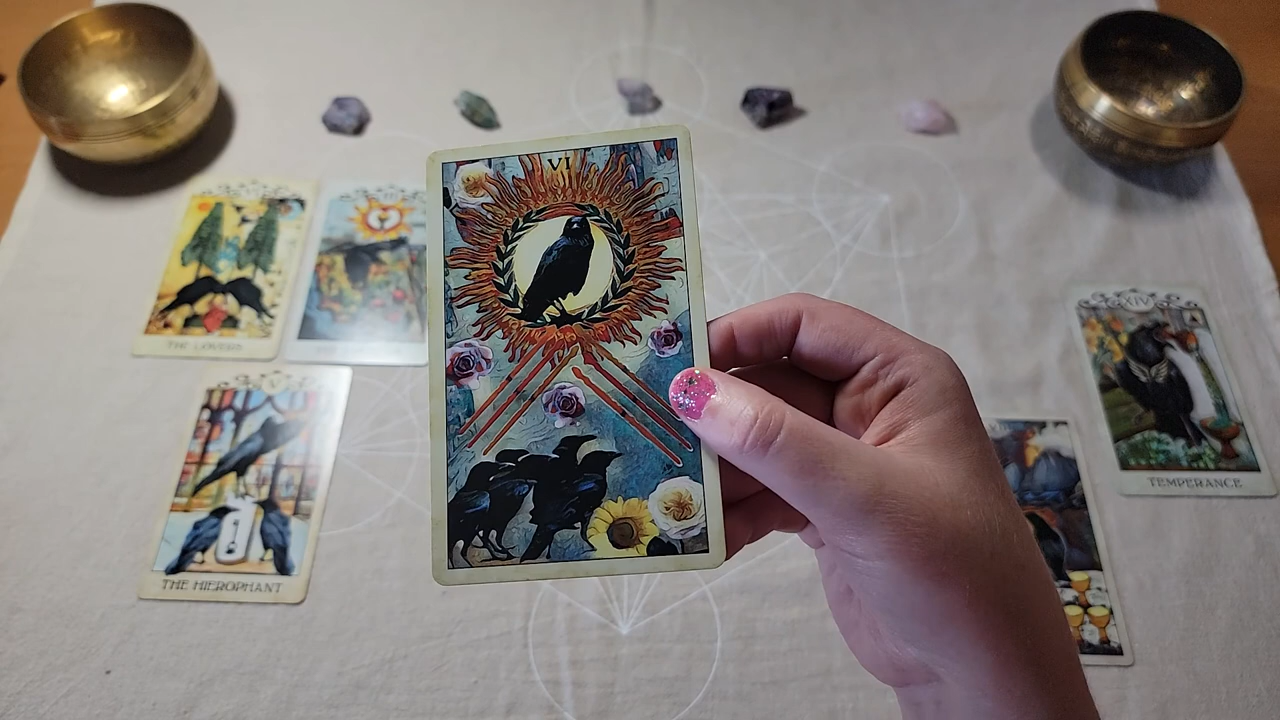 VI
THE LOVERS
V
THE HIEROPHANT
XIV
TEMPERANCE